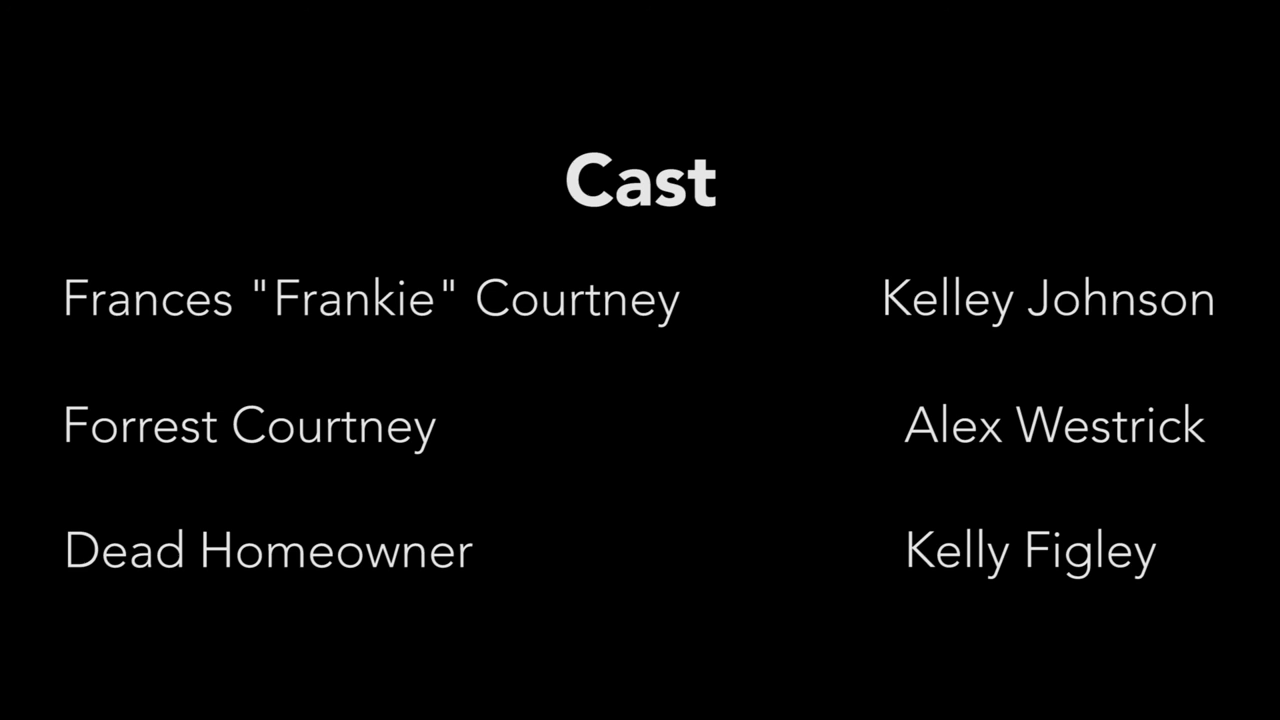 Cast
Frances "Frankie" Courtney Kelley Johnson
Forrest Courtney Alex Westrick
Dead Homeowner Kelly Figley